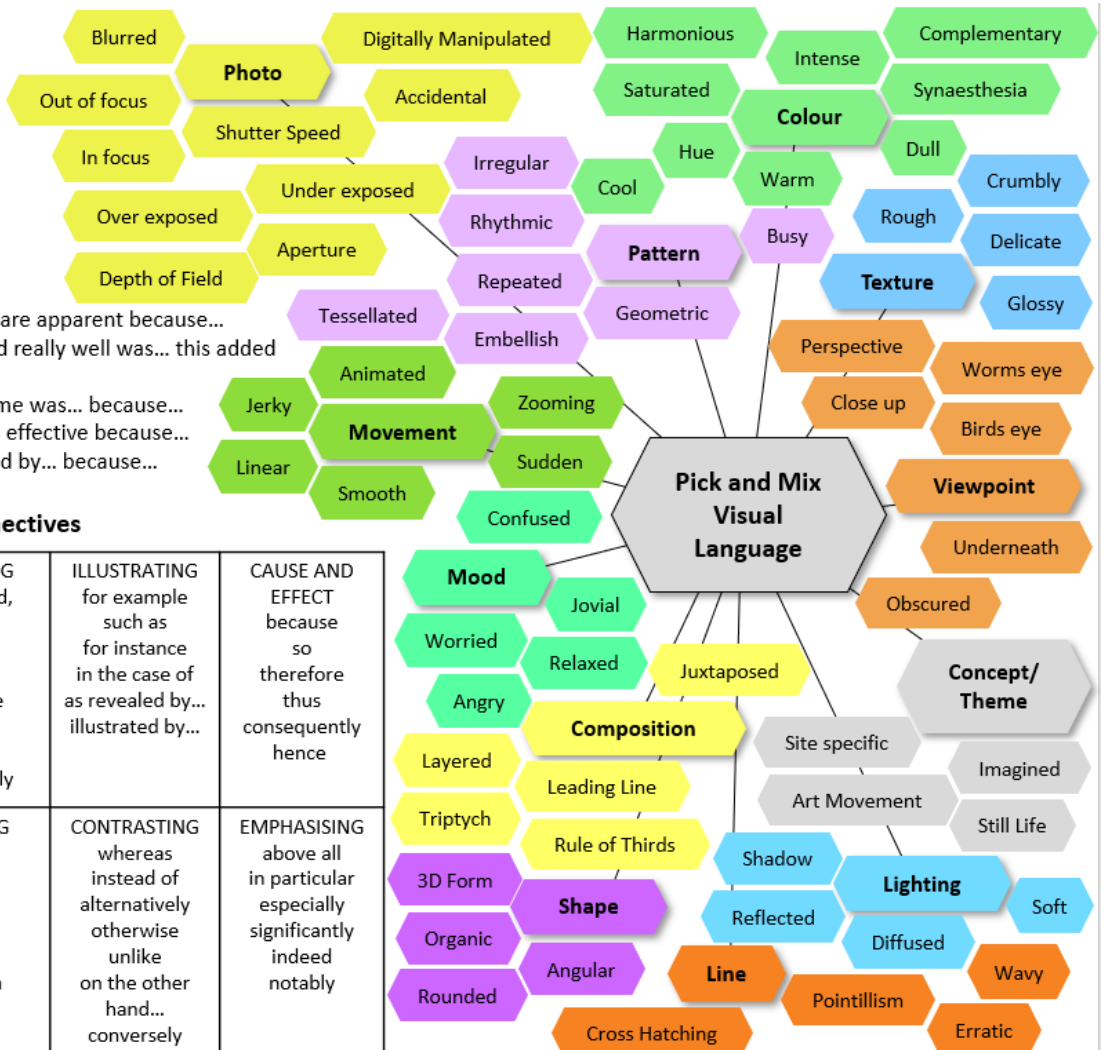 Blurred
Photo
Digitally Manipulated
Out of focus
Accidental
Shutter Speed
In focus
Under exposed
Over exposed
Aperture
Depth of Field
Harmonious
Intense
Complementary
Saturated
Colour
Synaesthesia
Hue
Dull
Cool
Warm
Irregular
Rhythmic
Pattern
Busy
Repeated
Geometric
Tessellated
Embellish
Crumbly
Rough
Delicate
Texture
Glossy
are apparent because…
really well was… this added
was… because…
effective because…
by… because…
Animated
Jerky
Zooming
Movement
Linear
Sudden
Smooth
Perspective
Worms eye
Close up
Birds eye
Viewpoint
Underneath
Obscured
Pick and Mix
Visual
Language
Confused
Mood
Jovial
Worried
Relaxed
Angry
Juxtaposed
Composition
Layered
Leading Line
Triptych
Rule of Thirds
Concept/
Theme
Site specific
Imagined
Art Movement
Still Life
3D Form
Shape
Organic
Angular
Rounded
Shadow
Lighting
Soft
Reflected
Diffused
Line
Wavy
Pointillism
Cross Hatching
Erratic
ILLUSTRATING
for example
such as
for instance
in the case of
as revealed by…
illustrated by…
CAUSE AND
EFFECT
because
so
therefore
thus
consequently
hence
CONTRASTING
whereas
instead of
alternatively
otherwise
unlike
on the other
hand…
conversely
EMPHASISING
above all
in particular
especially
significantly
indeed
notably